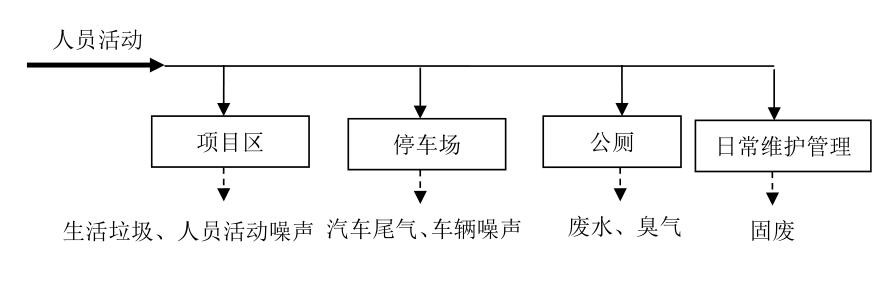 人员活动
项目区
停车场
公厕
日常维护管理
生活垃圾、人员活动噪声
汽车尾气、车辆噪声
废水、臭气
固废